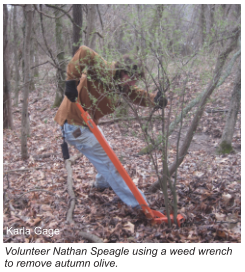 Karla Gage
Volunteer Nathan Speagle using a weed wrench
to remove autumn olive.